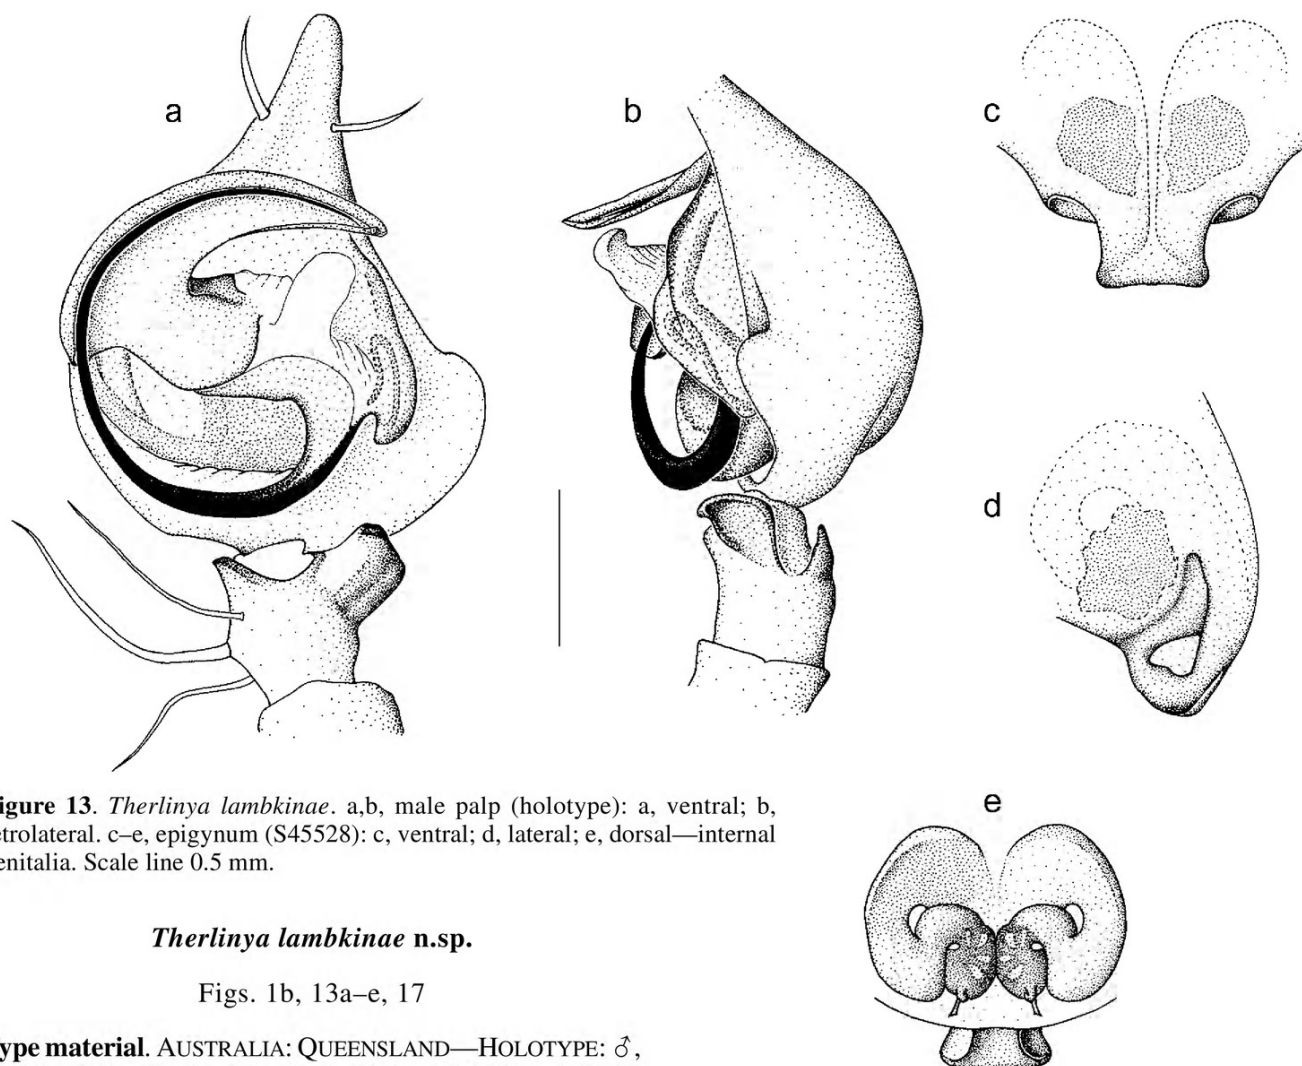 a
b
c
d
igure 13. Therlinya lambkinae. a,b, male palp (holotype): a, ventral; b,
etrolateral. c–e, epigynum (S45528): c, ventral; d, lateral; e, dorsal—internal
enitalia. Scale line 0.5 mm.
e
Therlinya lambkinae n.sp.
Figs. 1b, 13a–e, 17
ype material. AUSTRALIA: QUEENSLAND—HOLOTYPE: ♂,